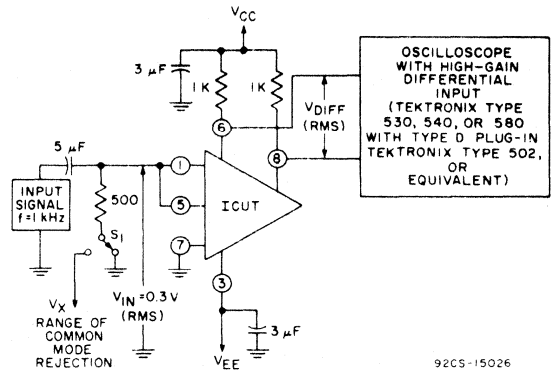 VCC
3 µF
1 K
1 K
6
8
VDIFF
(RMS)
OSCILLOSCOPE
WITH HIGH-GAIN
DIFFERENTIAL
INPUT
(TEKTRONIX TYPE
530, 540, OR 580
WITH TYPE D PLUG-IN
TEKTRONIX TYPE 502,
OR
EQUIVALENT)
5 µF
INPUT
SIGNAL
f=1 kHz
500
S1
1
5
7
ICUT
3
VX
RANGE OF
COMMON
MODE
REJECTION
VIN=0.3 V
(RMS)
3 µF
VEE
92CS-15026